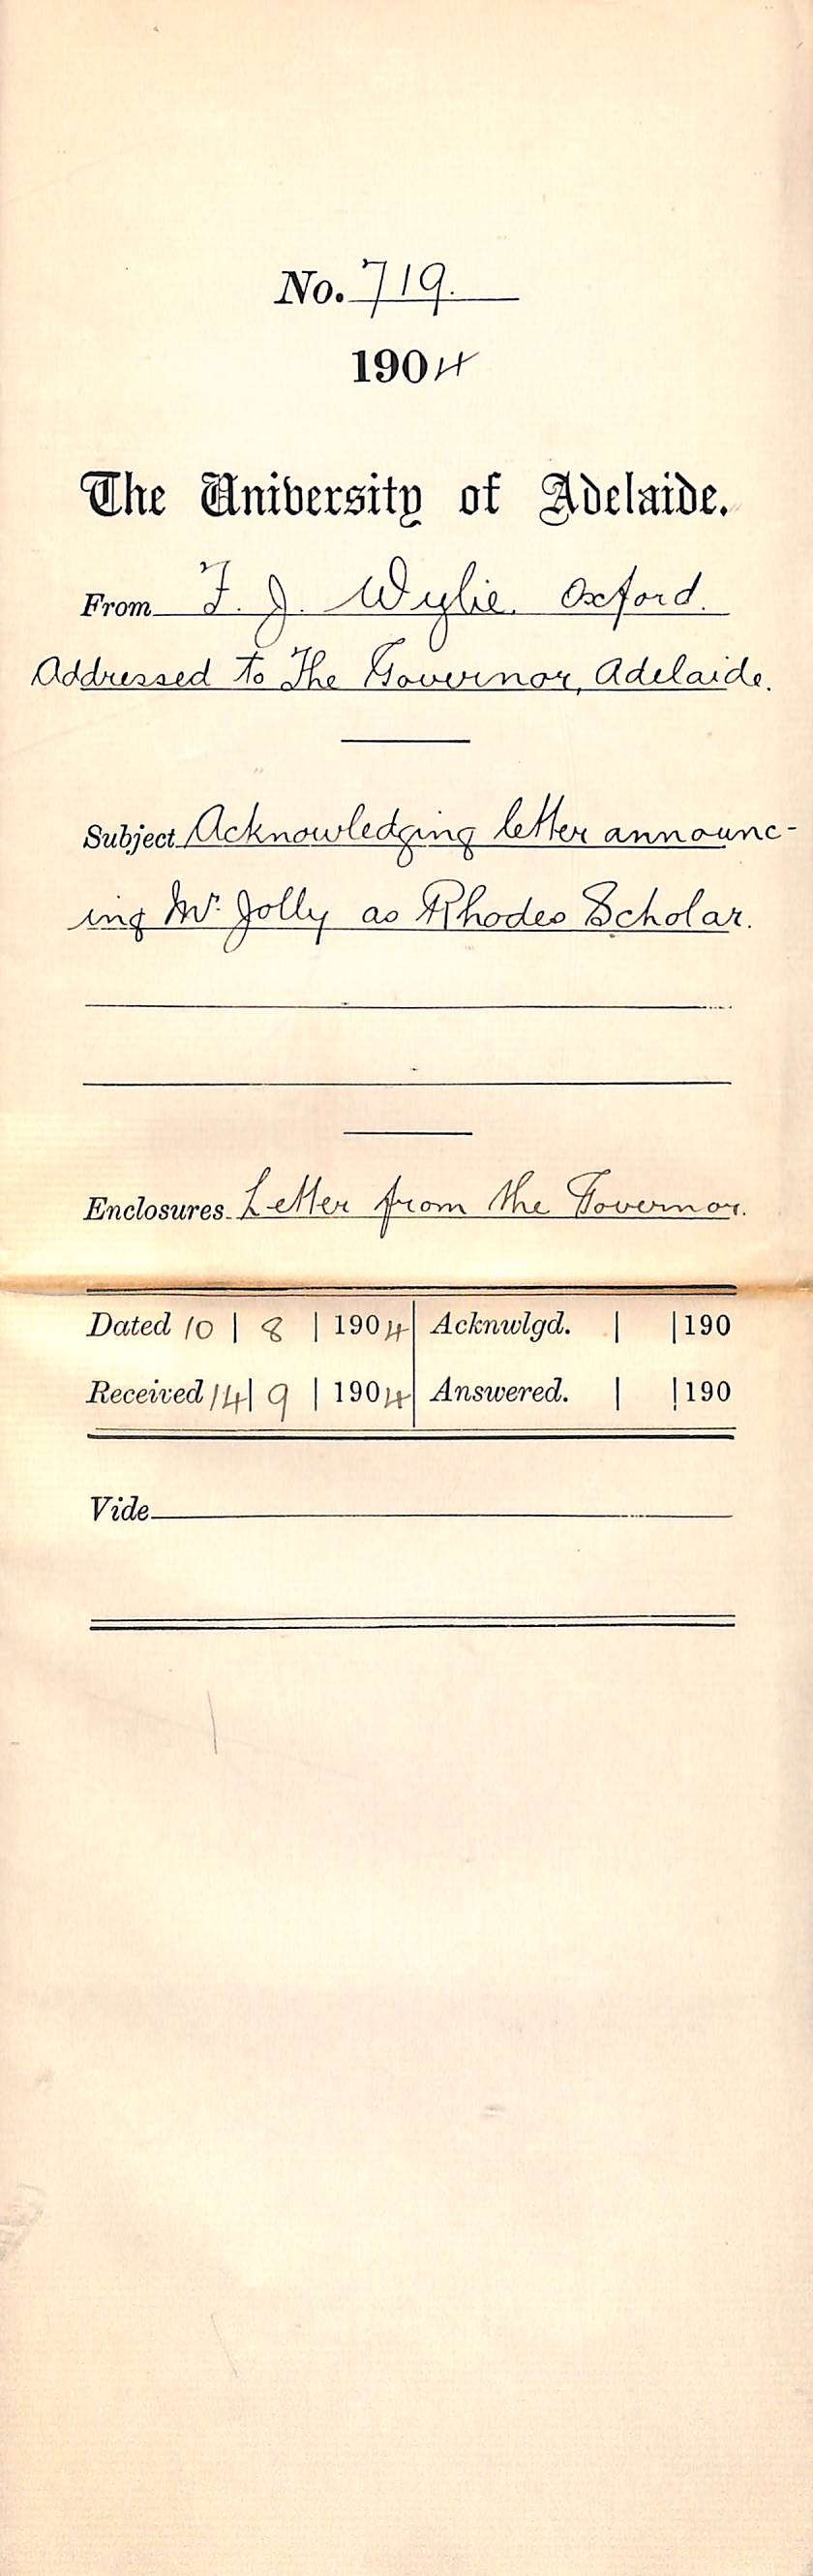 No. 719.
1904
The University of Adelaide.
From F. J. Wylie. Oxford.
Addressed to The Governor, Adelaide.
Subject Acknowledging letter announc-
ing Mr. Jolly as Rhodes Scholar.
Enclosures Letter from the Governor.
Dated 10 | 8 | 1904 Acknwlgd. | |190
Received 14| 9 | 1904 Answered. | |190
Vide